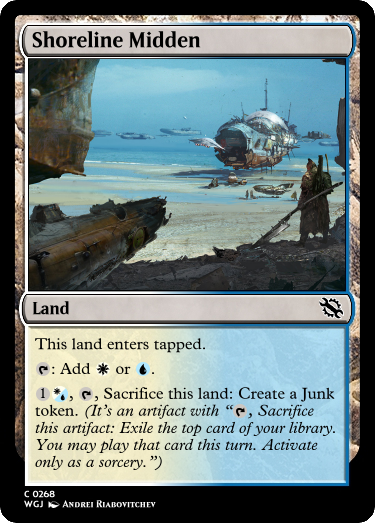 Shoreline Midden
Land
This land enters tapped.
: Add or .
1 , , Sacrifice this land: Create a Junk
token. (It's an artifact with “, Sacrifice
this artifact: Exile the top card of your library.
You may play that card this turn. Activate
only as a sorcery.”)
C 0268
WGJ Andrei Riabovitchev